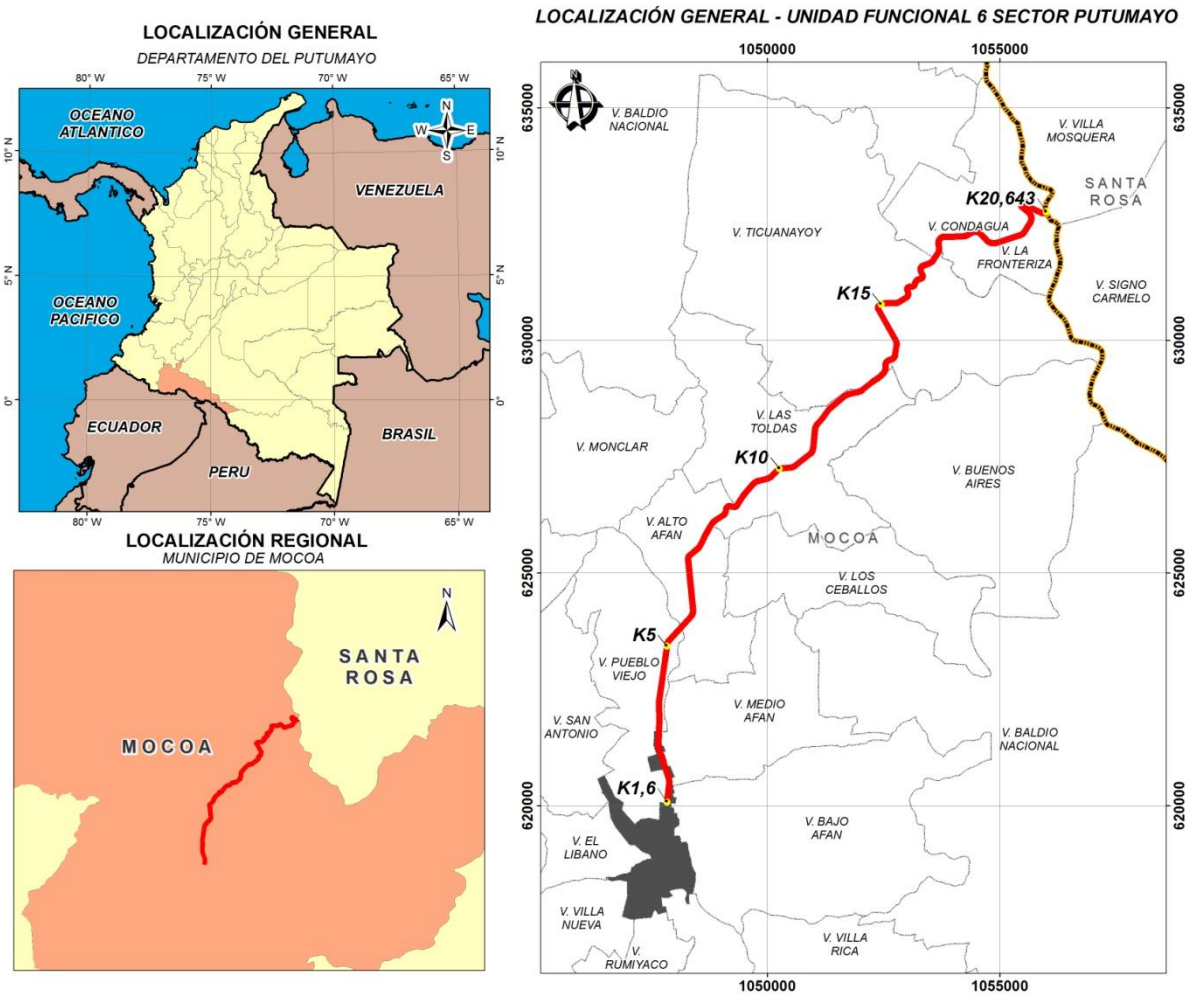 LOCALIZACIÓN GENERAL
DEPARTAMENTO DEL PUTUMAYO
80° W
75° W
70° W
65° W
OCEANO
ATLANTICO
N
W
E
S
10° N
10° N
VENEZUELA
5° N
5° N
OCEANO
PACIFICO
0°
0°
ECUADOR
BRASIL
PERU
80° W
75° W
70° W
65° W
LOCALIZACIÓN REGIONAL
MUNICIPIO DE MOCOA
N
SANTA
ROSA
MOCOA
LOCALIZACIÓN GENERAL - UNIDAD FUNCIONAL 6 SECTOR PUTUMAYO
1050000
1055000
N
635000
635000
V. BALDIO
NACIONAL
V. VILLA
MOSQUERA
SANTA
ROSA
K20,643
V. TICUANAYOY
V. CONDAGUA
V. LA
FRONTERIZA
V. SIGNO
CARMELO
K15
630000
630000
V. LAS
TOLDAS
V. MONCLAR
K10
V. BUENOS
AIRES
V. ALTO
AFAN
MOCOA
625000
625000
V. LOS
CEBALLOS
K5
V. PUEBLO
VIEJO
V. MEDIO
AFAN
V. SAN
ANTONIO
V. BALDIO
NACIONAL
K1,6
620000
620000
V. BAJO
AFAN
V. EL
LIBANO
V. VILLA
NUEVA
V. VILLA
RICA
V.
RUMIYACO
1050000
1055000